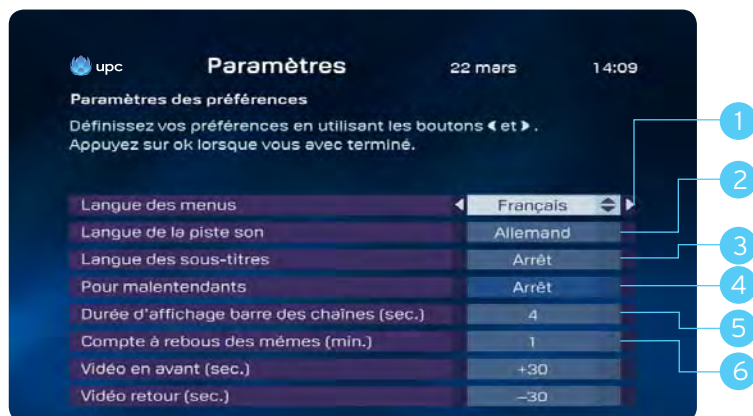 upc Paramètres 22 mars 14:09
Paramètres des préférences
Définissez vos préférences en utilisant les boutons ◀ et ▶.
Appuyez sur ok lorsque vous avec terminé.
Langue des menus Français 1
Langue de la piste son Allemand 2
Langue des sous-titres Arrêt 3
Pour malentendants Arrêt 4
Durée d'affichage barre des chaînes (sec.) 4 5
Compte à rebous des mêmes (min.) 1 6
Vidéo en avant (sec.) +30
Vidéo retour (sec.) –30